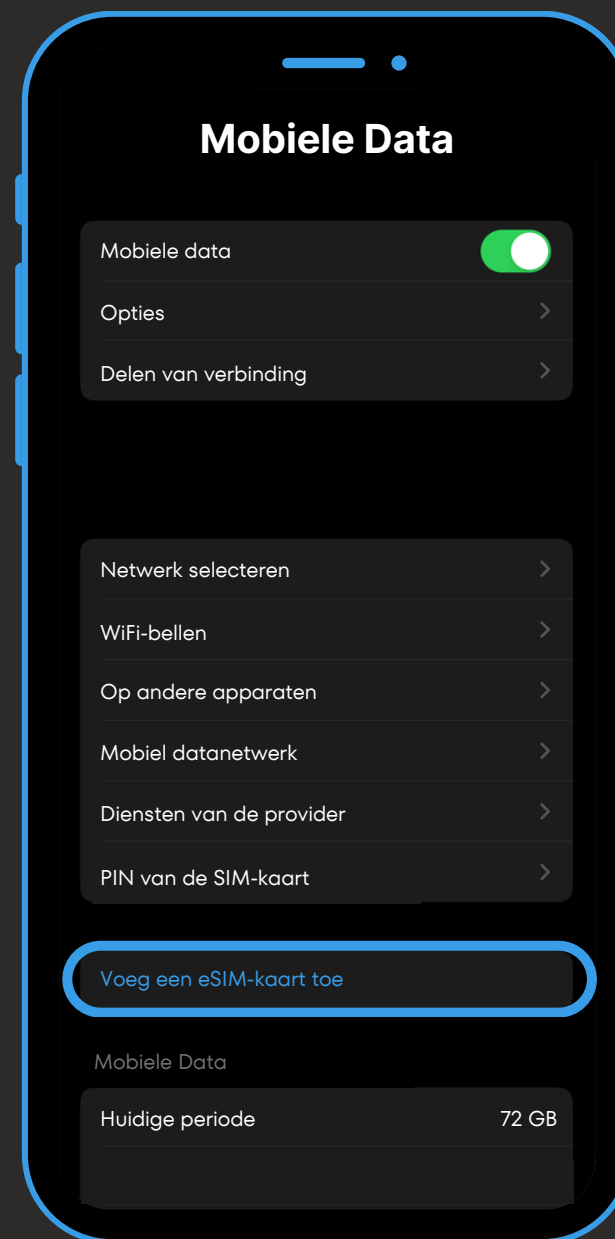 Mobiele Data
Mobiele data
Opties
Delen van verbinding
Netwerk selecteren
WiFi-bellen
Op andere apparaten
Mobiel datanetwerk
Diensten van de provider
PIN van de SIM-kaart
Voeg een eSIM-kaart toe
Mobiele Data
Huidige periode 72 GB